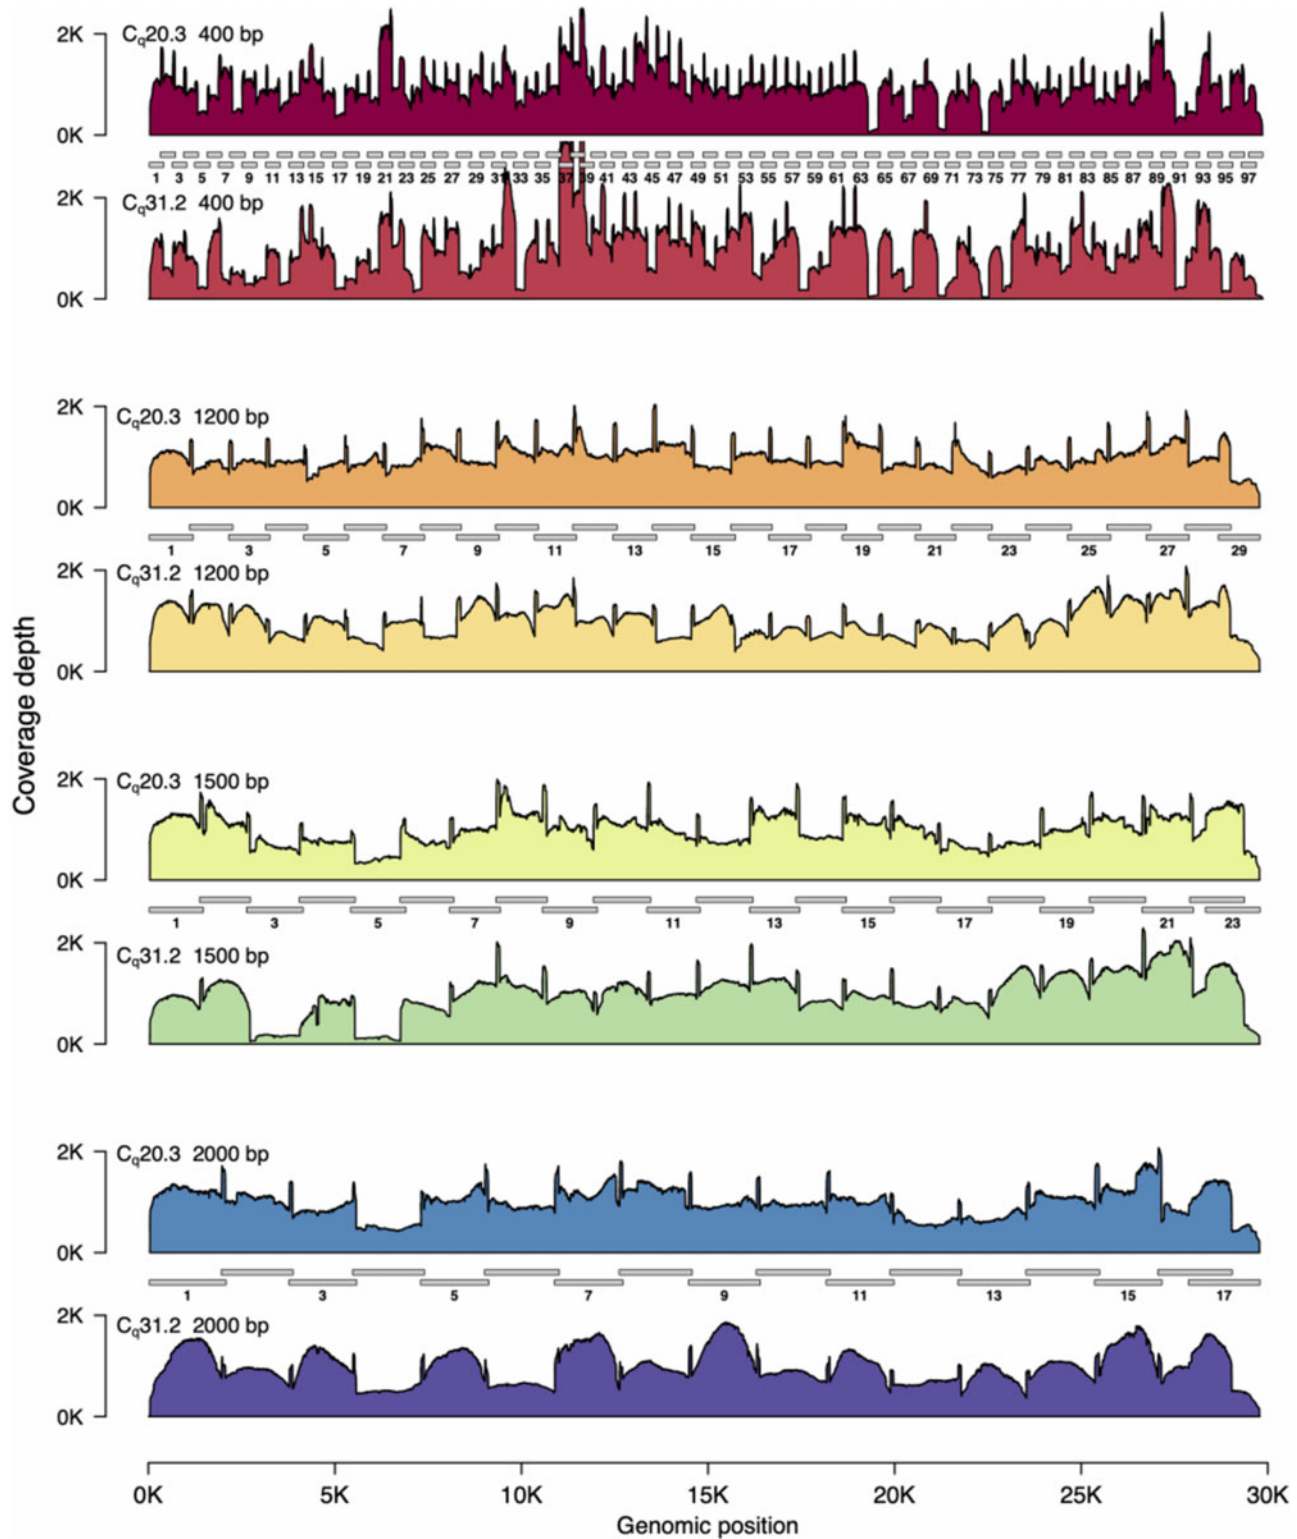 Cq20.3 400 bp
2K
0K
1 3 5 7 9 11 13 15 17 19 21 23 25 27 29 31 33 35 37 39 41 43 45 47 49 51 53 55 57 59 61 63 65 67 69 71 73 75 77 79 81 83 85 87 89 91 93 95 97
Cq31.2 400 bp
2K
0K
Cq20.3 1200 bp
2K
0K
1 3 5 7 9 11 13 15 17 19 21 23 25 27 29
Cq31.2 1200 bp
2K
0K
Coverage depth
Cq20.3 1500 bp
2K
0K
1 3 5 7 9 11 13 15 17 19 21 23
Cq31.2 1500 bp
2K
0K
Cq20.3 2000 bp
2K
0K
1 3 5 7 9 11 13 15 17
Cq31.2 2000 bp
2K
0K
0K 5K 10K 15K 20K 25K 30K
Genomic position